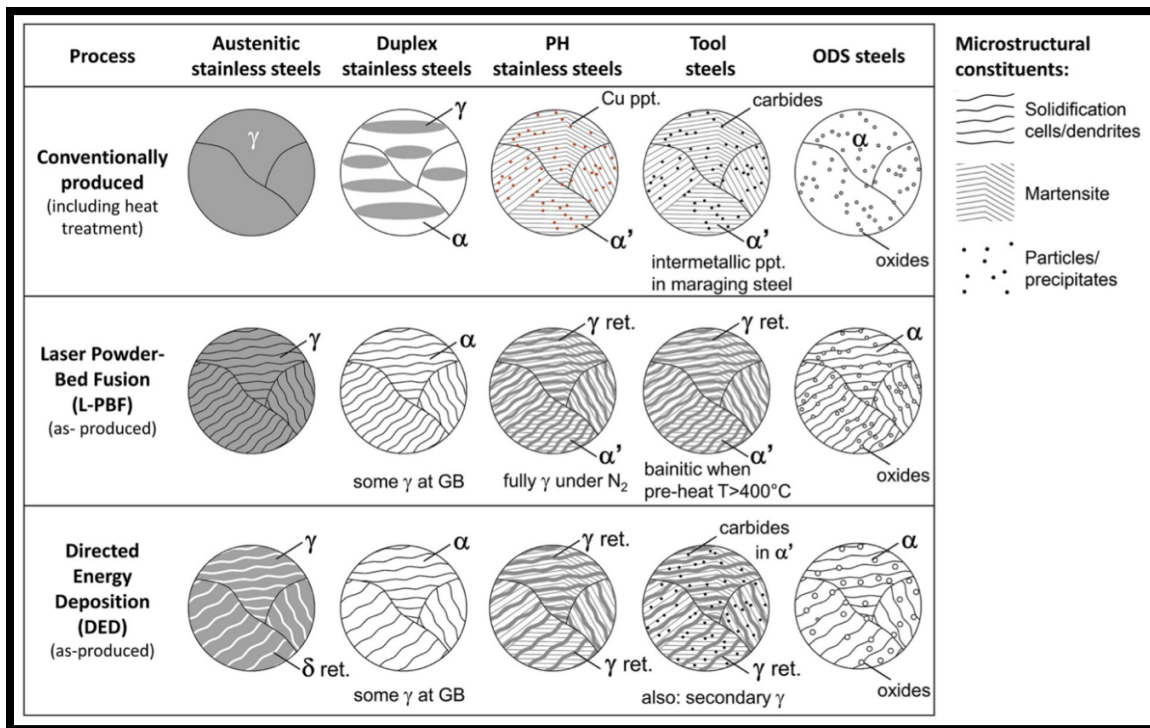 Process
Austenitic
stainless steels
Duplex
stainless steels
PH
stainless steels
Tool
steels
ODS steels
Microstructural
constituents:
Solidification
cells/dendrites
Martensite
Particles/
precipitates
Conventionally
produced
(including heat
treatment)
γ
γ
α
Cu ppt.
α’
carbides
α’
intermetallic ppt.
in maraging steel
α
oxides
Laser Powder-
Bed Fusion
(L-PBF)
(as- produced)
γ
α
some γ at GB
γ ret.
α’
fully γ under N₂
γ ret.
α’
bainitic when
pre-heat T>400°C
α
oxides
Directed
Energy
Deposition
(DED)
(as-produced)
γ
δ ret.
α
some γ at GB
γ ret.
γ ret.
carbides
in α’
γ ret.
also: secondary γ
α
oxides